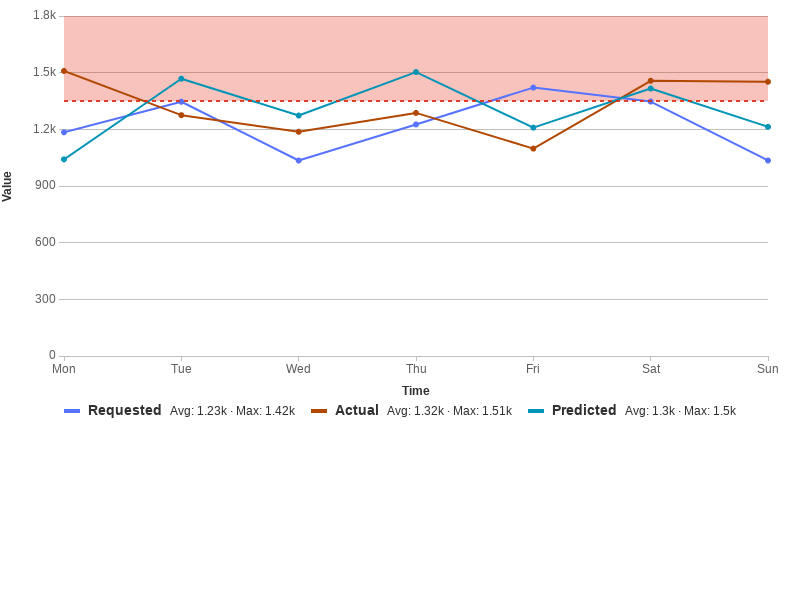 1.8k
1.5k
1.2k
900
600
300
0
Value
Mon Tue Wed Thu Fri Sat Sun
Time
Requested Avg: 1.23k · Max: 1.42k Actual Avg: 1.32k · Max: 1.51k Predicted Avg: 1.3k · Max: 1.5k